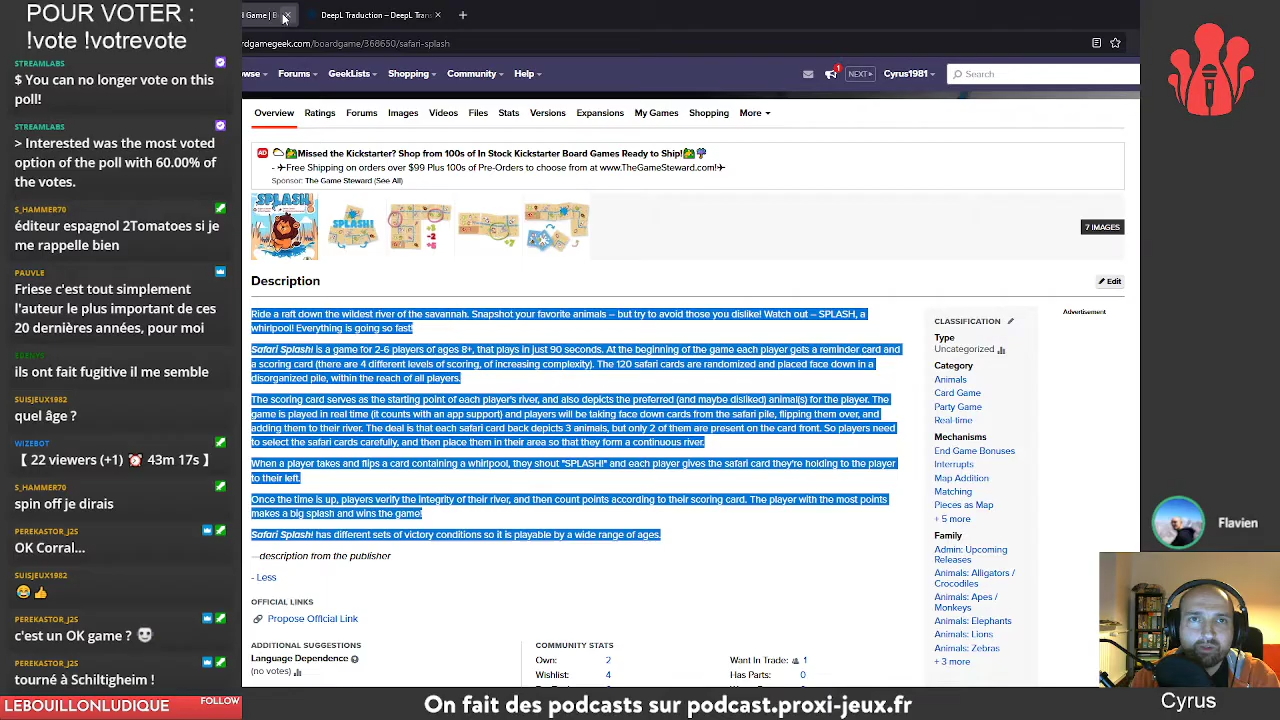 POUR VOTER :
!vote !votrevote
STREAMLABS
$ You can no longer vote on this
poll!
STREAMLABS
> Interested was the most voted
option of the poll with 60.00% of
the votes.
S_HAMMER70
éditeur espagnol 2Tomatoes si je
me rappelle bien
PAUVLE
Friese c'est tout simplement
l'auteur le plus important de ces
20 dernières années, pour moi
EGENYS
ils ont fait fitgitive il me semble
SUISJEUX1982
quel âge ?
WIZEBOT
【 22 viewers (+1) ⏰ 43m17s 】
S_HAMMER70
spin off je dirais
PEREKASTOR_J2S
OK Corral...
SUISJEUX1982
😂👍
PEREKASTOR_J2S
c'est un OK game ?
PEREKASTOR_J2S
tourné à Schiltigheim !
LEBOUILLONLUDIQUE FOLLOW
d Game | B × DeepL Traduction – DeepL Trans × +
dgamegeek.com/boardgame/368650/safari-splash
wse Forums GeekLists Shopping Community Help 1 NEXT Cyrus1981 Search
Overview Ratings Forums Images Videos Files Stats Versions Expansions My Games Shopping More
AD Missed the Kickstarter? Shop from 100s of In Stock Kickstarter Board Games Ready to Ship!
- ✈Free Shipping on orders over $99 Plus 100s of Pre-Orders to choose from at www.TheGameSteward.com!✈
Sponsor: The Game Steward (See All)
SPLASH
SPLASH!
+3
-2
+6
+7
7 IMAGES
Description
Edit
Ride a raft down the wildest river of the savannah. Snapshot your favorite animals -- but try to avoid those you dislike! Watch out -- SPLASH, a
whirlpool! Everything is going so fast!
Safari Splash! is a game for 2-6 players of ages 8+, that plays in just 90 seconds. At the beginning of the game each player gets a reminder card and
a scoring card (there are 4 different levels of scoring, of increasing complexity). The 120 safari cards are randomized and placed face down in a
disorganized pile, within the reach of all players.
The scoring card serves as the starting point of each player's river, and also depicts the preferred (and maybe disliked) animal(s) for the player. The
game is played in real time (it counts with an app support) and players will be taking face down cards from the safari pile, flipping them over, and
adding them to their river. The deal is that each safari card back depicts 3 animals, but only 2 of them are present on the card front. So players need
to select the safari cards carefully, and then place them in their area so that they form a continuous river.
When a player takes and flips a card containing a whirlpool, they shout "SPLASH!" and each player gives the safari card they're holding to the player
to their left.
Once the time is up, players verify the integrity of their river, and then count points according to their scoring card. The player with the most points
makes a big splash and wins the game!
Safari Splash! has different sets of victory conditions so it is playable by a wide range of ages.
—description from the publisher
- Less
OFFICIAL LINKS
Propose Official Link
ADDITIONAL SUGGESTIONS
Language Dependence
(no votes)
COMMUNITY STATS
Own: 2
Wishlist: 4
Want In Trade: 1
Has Parts: 0
CLASSIFICATION
Type
Uncategorized
Category
Animals
Card Game
Party Game
Real-time
Mechanisms
End Game Bonuses
Interrupts
Map Addition
Matching
Pieces as Map
+ 5 more
Family
Admin: Upcoming
Releases
Animals: Alligators /
Crocodiles
Animals: Apes /
Monkeys
Animals: Elephants
Animals: Lions
Animals: Zebras
+ 3 more
Advertisement
Flavien
Cyrus
On fait des podcasts sur podcast.proxi-jeux.fr